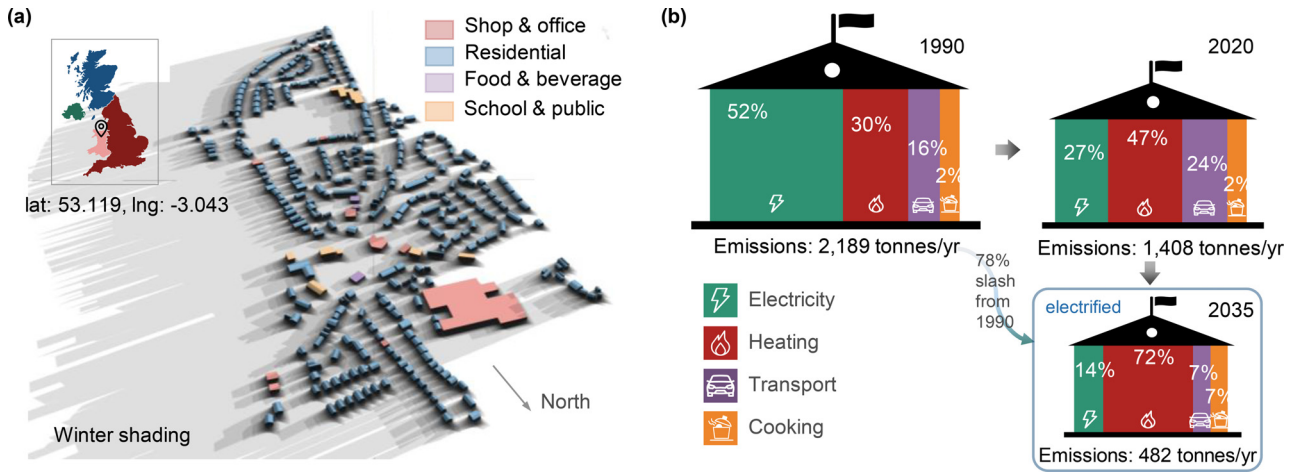 (a)
Shop & office
Residential
Food & beverage
School & public
lat: 53.119, lng: -3.043
North
Winter shading
(b)
1990
52%
30%
16%
2%
Emissions: 2,189 tonnes/yr
2020
27%
47%
24%
2%
Emissions: 1,408 tonnes/yr
78%
slash
from
1990
Electricity
Heating
Transport
Cooking
electrified
2035
14%
72%
7%
7%
Emissions: 482 tonnes/yr